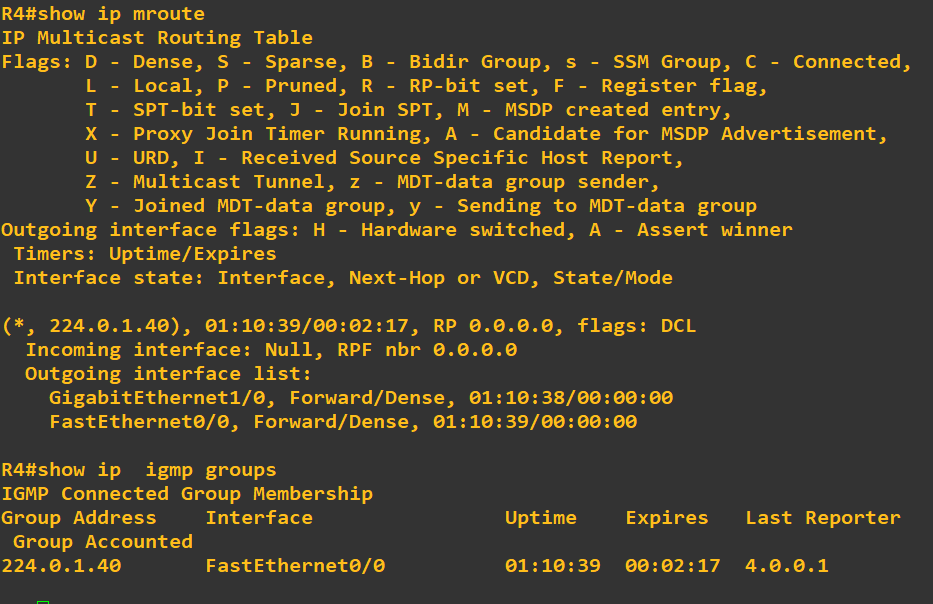 R4#show ip mroute
IP Multicast Routing Table
Flags: D - Dense, S - Sparse, B - Bidir Group, s - SSM Group, C - Connected,
       L - Local, P - Pruned, R - RP-bit set, F - Register flag,
       T - SPT-bit set, J - Join SPT, M - MSDP created entry,
       X - Proxy Join Timer Running, A - Candidate for MSDP Advertisement,
       U - URD, I - Received Source Specific Host Report,
       Z - Multicast Tunnel, z - MDT-data group sender,
       Y - Joined MDT-data group, y - Sending to MDT-data group
Outgoing interface flags: H - Hardware switched, A - Assert winner
 Timers: Uptime/Expires
 Interface state: Interface, Next-Hop or VCD, State/Mode

(*, 224.0.1.40), 01:10:39/00:02:17, RP 0.0.0.0, flags: DCL
  Incoming interface: Null, RPF nbr 0.0.0.0
  Outgoing interface list:
    GigabitEthernet1/0, Forward/Dense, 01:10:38/00:00:00
    FastEthernet0/0, Forward/Dense, 01:10:39/00:00:00

R4#show ip  igmp groups
IGMP Connected Group Membership
Group Address    Interface                Uptime    Expires   Last Reporter
 Group Accounted
224.0.1.40       FastEthernet0/0          01:10:39  00:02:17  4.0.0.1